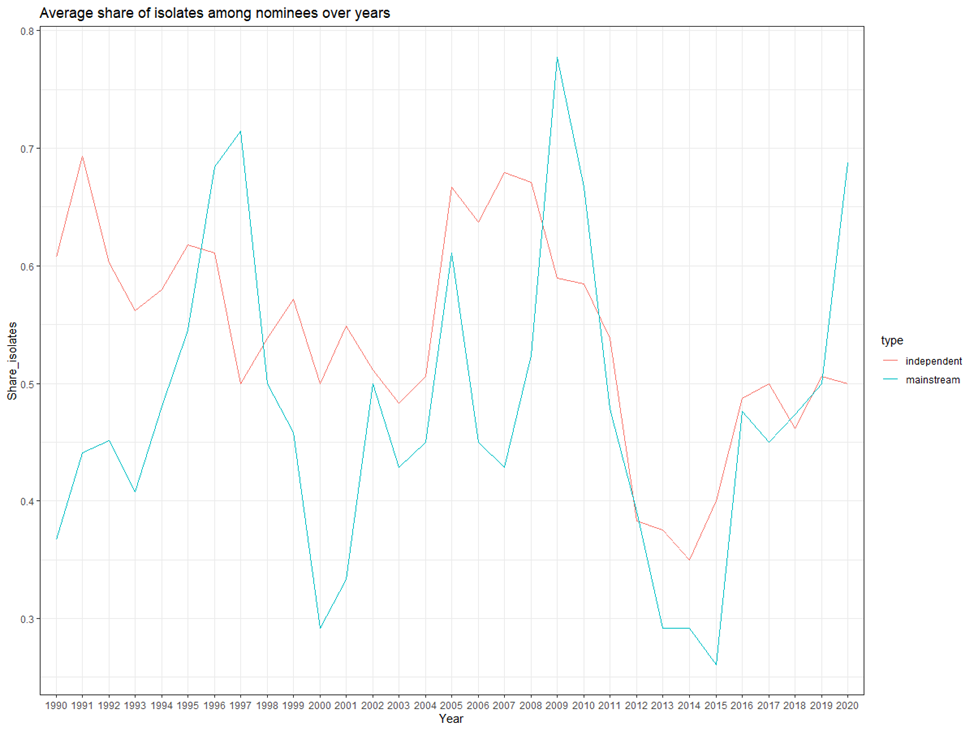 Average share of isolates among nominees over years
0.8
0.7
0.6
0.5
0.4
0.3
Share_isolates
1990 1991 1992 1993 1994 1995 1996 1997 1998 1999 2000 2001 2002 2003 2004 2005 2006 2007 2008 2009 2010 2011 2012 2013 2014 2015 2016 2017 2018 2019 2020
Year
type
independent
mainstream